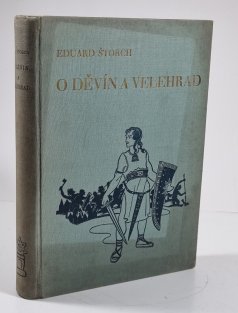 EDUARD ŠTORCH
O DĚVÍN A VELEHRAD